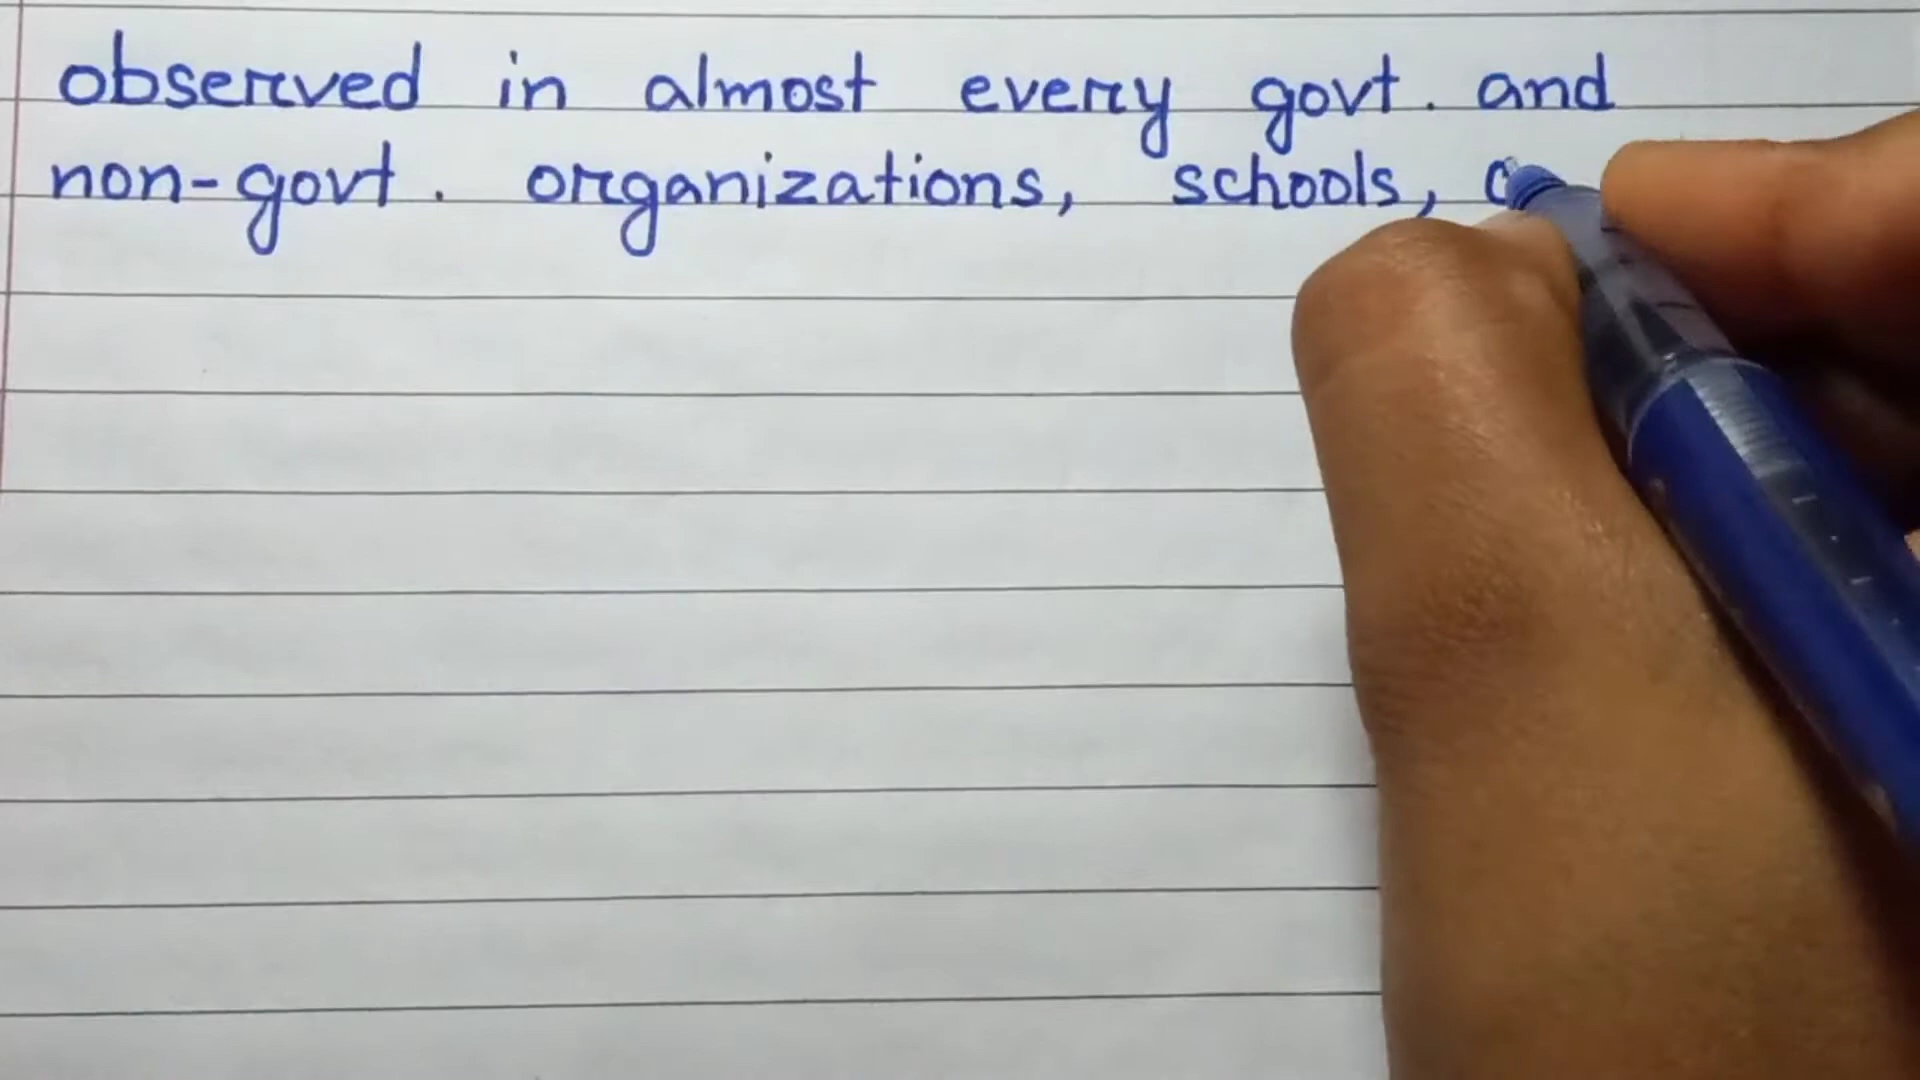 observed in almost every govt. and
non-govt. organizations, schools,